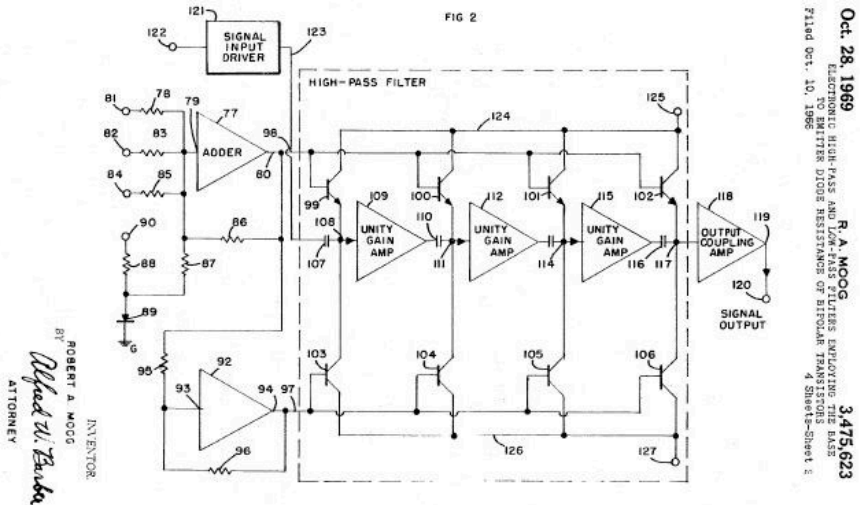 Oct. 28, 1969
R. A. MOOG
3,475,623
ELECTRONIC HIGH-PASS AND LOW-PASS FILTERS EMPLOYING THE BASE
TO EMITTER DIODE RESISTANCE OF BIPOLAR TRANSISTORS
Filed Oct. 10, 1966
4 Sheets-Sheet 2
FIG 2
121
122
SIGNAL
INPUT
DRIVER
123
HIGH-PASS FILTER
81
78
79
77
98
124
125
82
83
ADDER
80
84
85
99
100
101
102
90
86
108
109
110
112
115
118
119
UNITY
GAIN
AMP
UNITY
GAIN
AMP
UNITY
GAIN
AMP
OUTPUT
COUPLING
AMP
88
87
107
111
114
116
117
120
89
G
SIGNAL
OUTPUT
95
92
103
104
105
106
93
94
97
96
126
127
INVENTOR.
ROBERT A. MOOG
BY
Alfred W. Barber
ATTORNEY